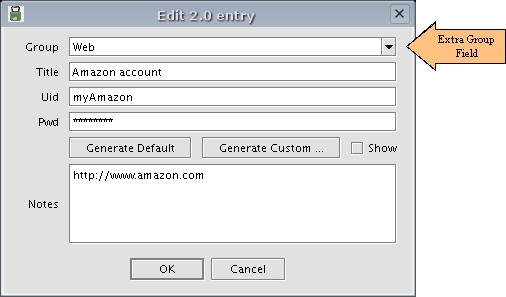 Edit 2.0 entry
Group Web
Extra Group
Field
Title Amazon account
Uid myAmazon
Pwd ********
Generate Default Generate Custom ... Show
Notes http://www.amazon.com
OK Cancel